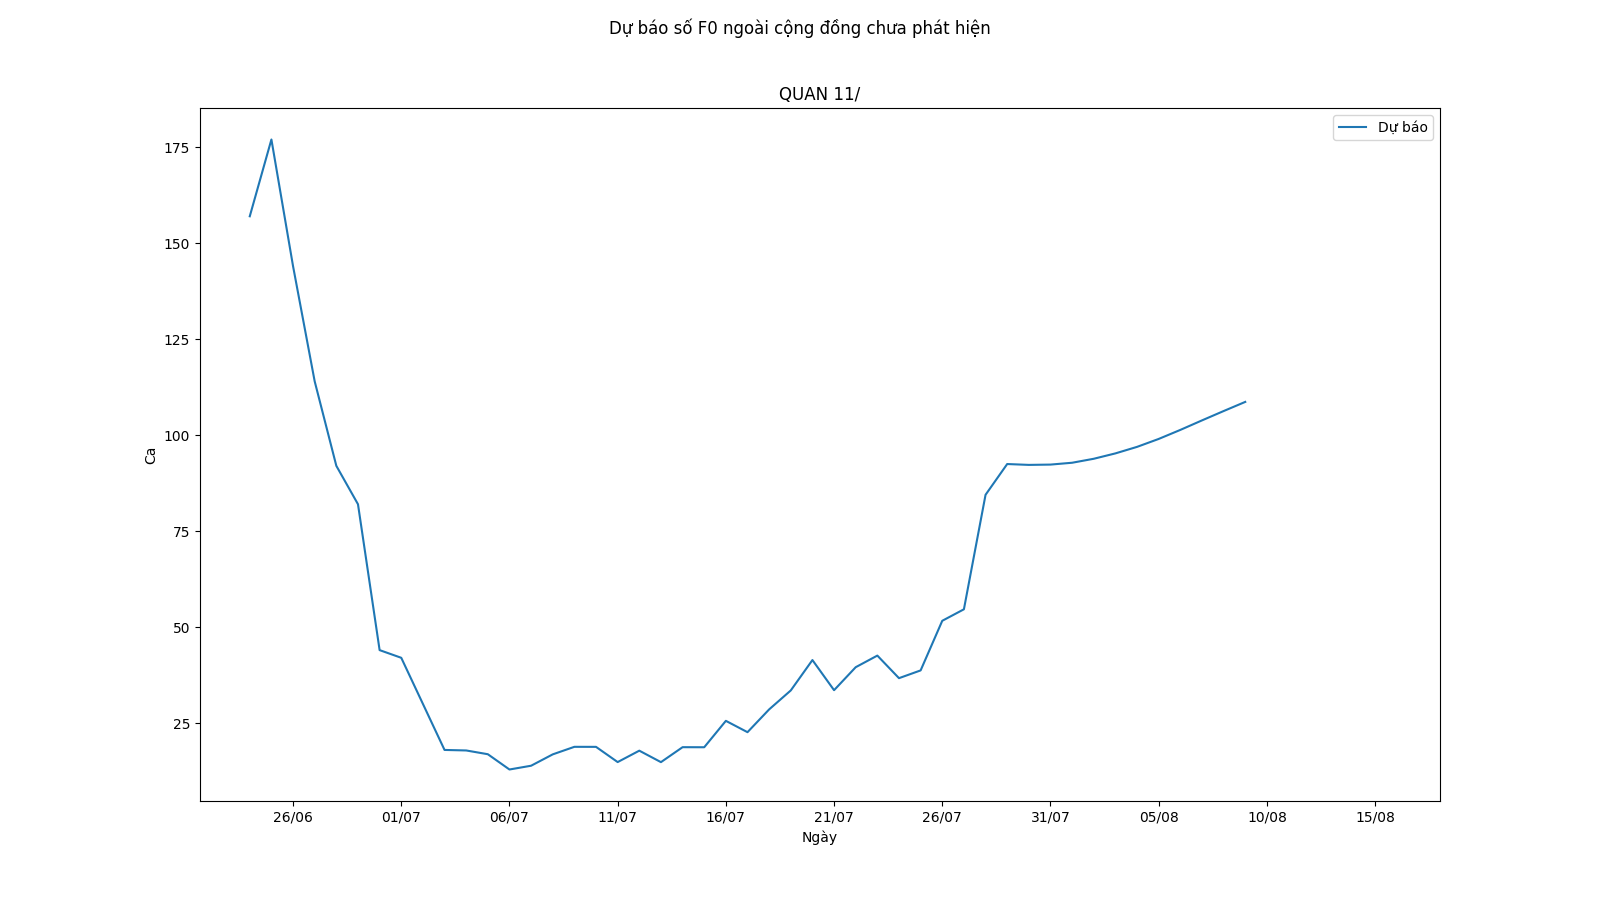 Dự báo số F0 ngoài cộng đồng chưa phát hiện
QUAN 11/
Dự báo
175
150
125
100
75
50
25
Ca
26/06 01/07 06/07 11/07 16/07 21/07 26/07 31/07 05/08 10/08 15/08
Ngày